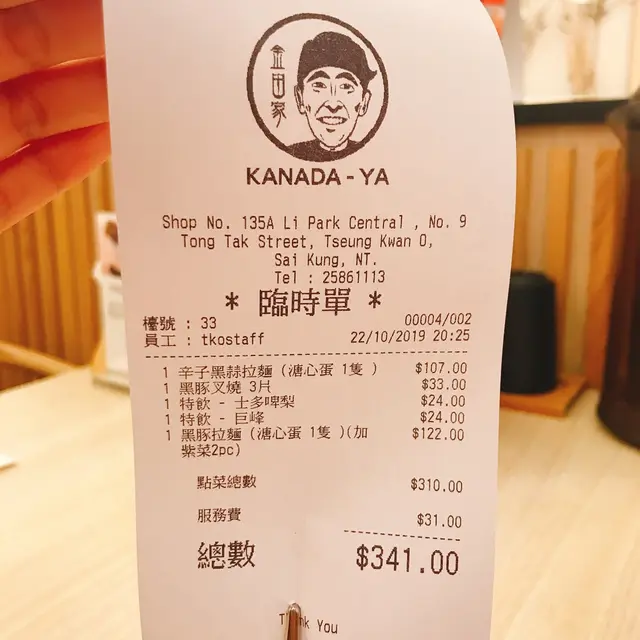 金田家
KANADA - YA
Shop No. 135A Li Park Central , No. 9
Tong Tak Street, Tseung Kwan O,
Sai Kung, NT.
Tel : 25861113
* 臨時單 *
檯號 : 33 00004/002
員工 : tkostaff 22/10/2019 20:25
1 辛子黑蒜拉麵 (溏心蛋 1隻 ) $107.00
1 黑豚叉燒 3片 $33.00
1 特飲 - 士多啤梨 $24.00
1 特飲 - 巨峰 $24.00
1 黑豚拉麵 (溏心蛋 1隻 )(加 $122.00
紫菜2pc)
點菜總數 $310.00
服務費 $31.00
總數 $341.00
You